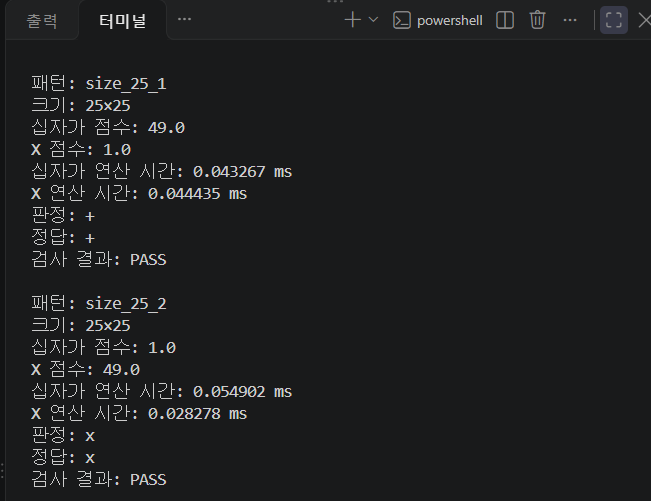 출력
터미널
powershell
패턴: size_25_1
크기: 25×25
십자가 점수: 49.0
X 점수: 1.0
십자가 연산 시간: 0.043267 ms
X 연산 시간: 0.044435 ms
판정: +
정답: +
검사 결과: PASS
패턴: size_25_2
크기: 25×25
십자가 점수: 1.0
X 점수: 49.0
십자가 연산 시간: 0.054902 ms
X 연산 시간: 0.028278 ms
판정: x
정답: x
검사 결과: PASS